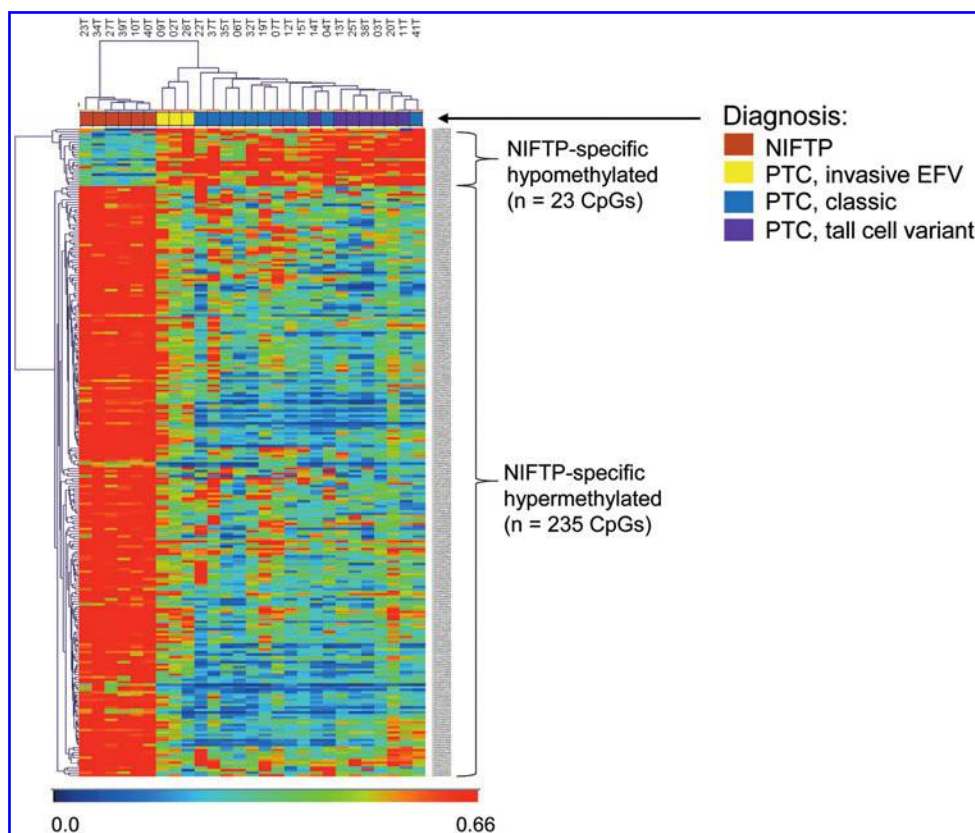 23T 34T 27T 39T 10T 40T 09T 02T 28T 22T 37T 35T 06T 32T 19T 07T 12T 15T 14T 04T 13T 25T 38T 03T 20T 11T 41T
Diagnosis:
NIFTP
PTC, invasive EFV
PTC, classic
PTC, tall cell variant
NIFTP-specific
hypomethylated
(n = 23 CpGs)
NIFTP-specific
hypermethylated
(n = 235 CpGs)
0.0
0.66